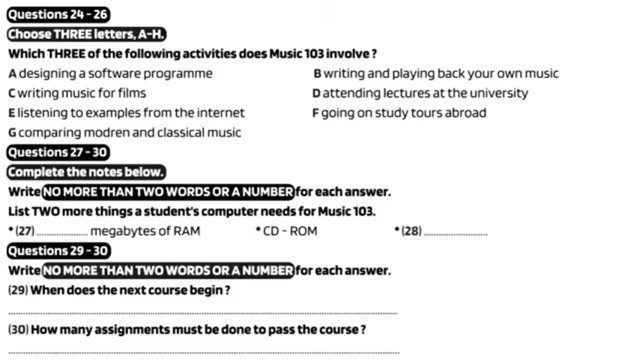 Questions 24 - 26
Choose THREE letters, A-H.
Which THREE of the following activities does Music 103 involve ?
A designing a software programme B writing and playing back your own music
C writing music for films D attending lectures at the university
E listening to examples from the internet F going on study tours abroad
G comparing modren and classical music
Questions 27 - 30
Complete the notes below.
Write NO MORE THAN TWO WORDS OR A NUMBER for each answer.
List TWO more things a student's computer needs for Music 103.
* (27) .................... megabytes of RAM * CD - ROM * (28) ........................
Questions 29 - 30
Write NO MORE THAN TWO WORDS OR A NUMBER for each answer.
(29) When does the next course begin ?
................................................................................
(30) How many assignments must be done to pass the course ?
................................................................................